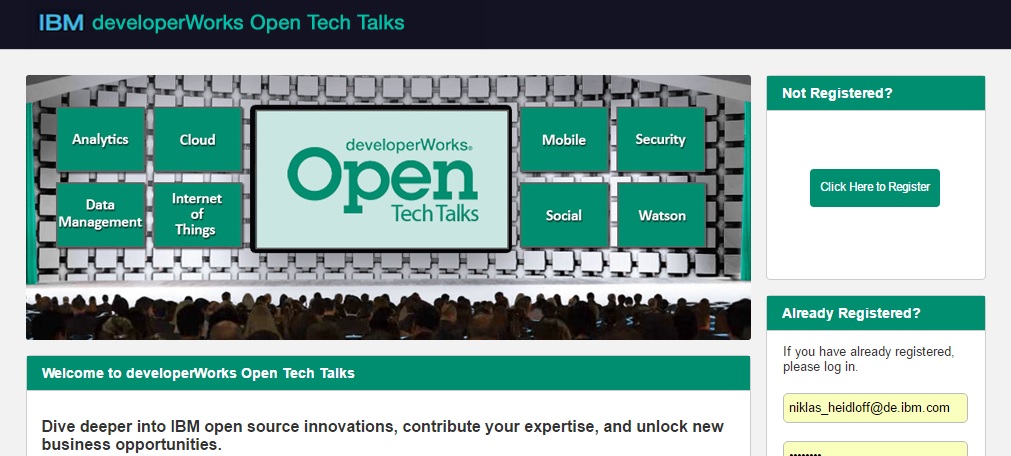 IBM developerWorks Open Tech Talks
Analytics
Cloud
Data
Management
Internet
of
Things
developerWorks®
Open
Tech Talks
Mobile
Security
Social
Watson
Not Registered?
Click Here to Register
Already Registered?
If you have already registered,
please log in.
niklas_heidloff@de.ibm.com
••••••••
Welcome to developerWorks Open Tech Talks
Dive deeper into IBM open source innovations, contribute your expertise, and unlock new
business opportunities.